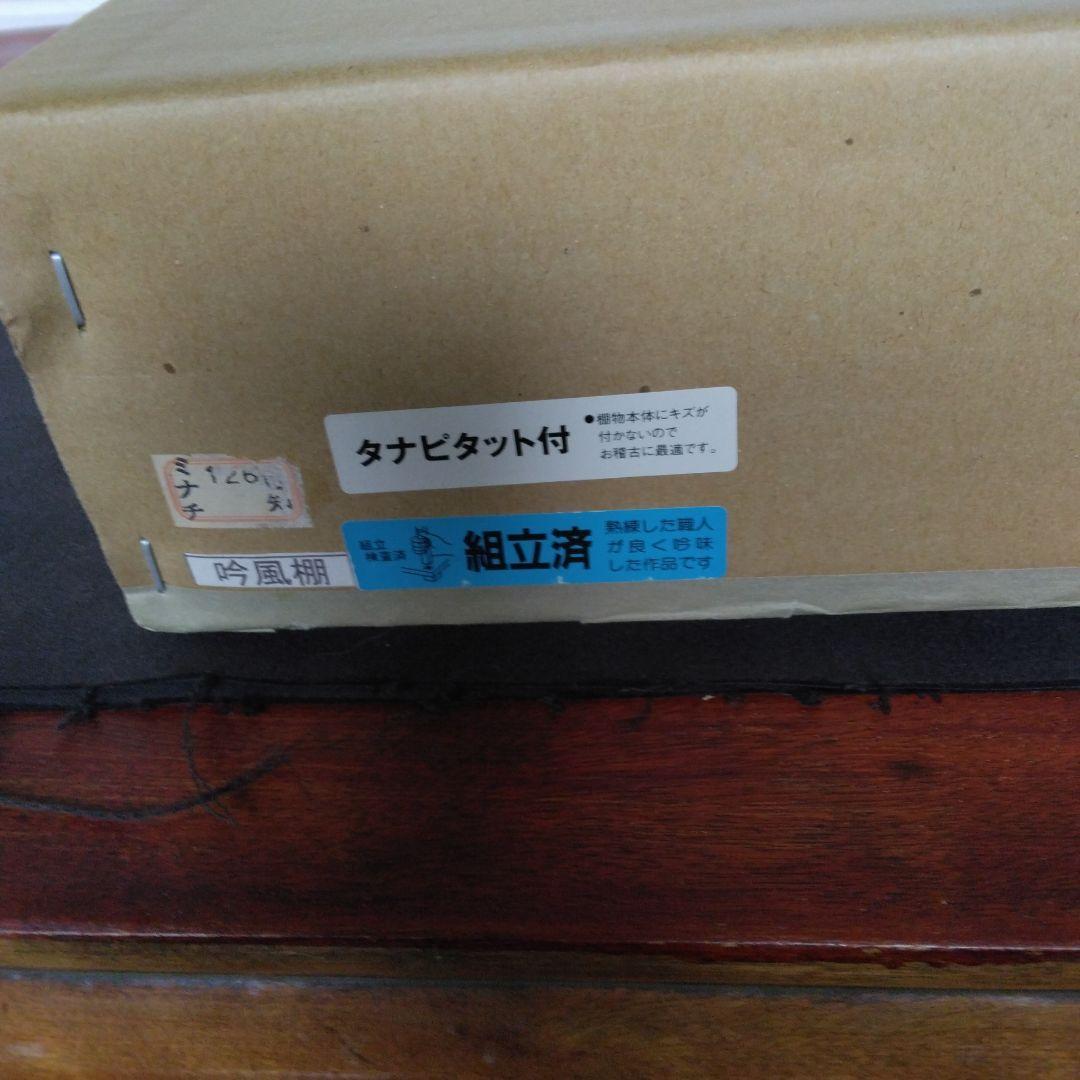 タナピタット付
●棚物本体にキズが
付かないので
お稽古に最適です。
ミナチ
126
組立
検査済
組立済
熟練した職人
が良く吟味
した作品です
吟風棚